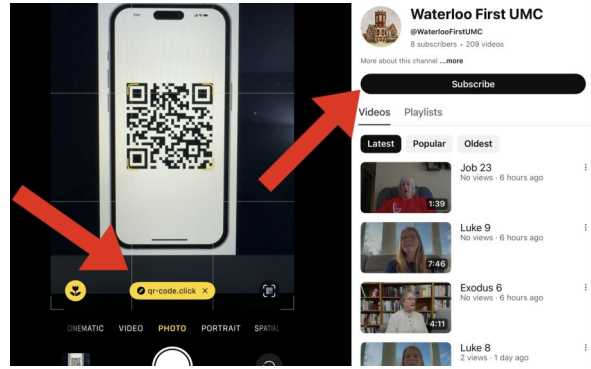 7:42
qr-code.click ×
CINEMATIC VIDEO PHOTO PORTRAIT SPATIAL
Waterloo First UMC
@WaterlooFirstUMC
8 subscribers • 209 videos
More about this channel ...more
Subscribe
Videos Playlists
Latest Popular Oldest
Job 23
No views · 6 hours ago
1:39
Luke 9
No views · 6 hours ago
7:46
Exodus 6
No views · 6 hours ago
4:11
Luke 8
2 views · 1 day ago